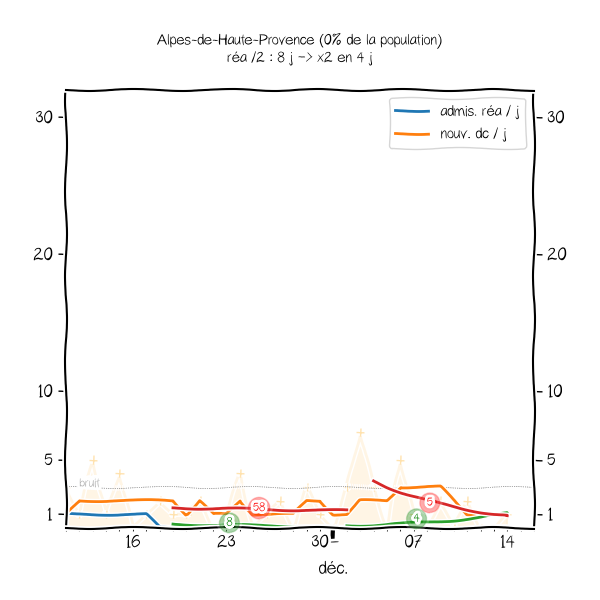 Alpes-de-Haute-Provence (0% de la population)
réa /2 : 8 j -> x2 en 4 j
admis. réa / j
nouv. dc / j
30 30
20 20
10 10
5 5
bruit
1 1
58
5
8
4
16 23 30 07 14
déc.